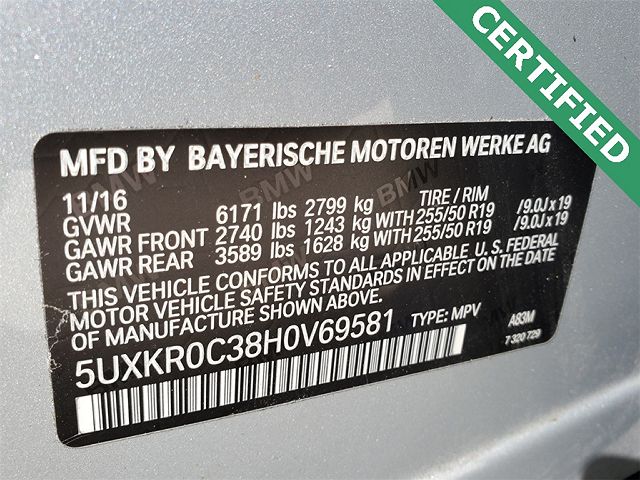 CERTIFIED
MFD BY BAYERISCHE MOTOREN WERKE AG
11/16 TIRE / RIM
GVWR 6171 lbs 2799 kg
GAWR FRONT 2740 lbs 1243 kg WITH 255/50 R19 /9.0J x 19
GAWR REAR 3589 lbs 1628 kg WITH 255/50 R19 /9.0J x 19
THIS VEHICLE CONFORMS TO ALL APPLICABLE U.S. FEDERAL
MOTOR VEHICLE SAFETY STANDARDS IN EFFECT ON THE DATE
OF MANUFACTURE SHOWN ABOVE.
5UXKR0C38H0V69581 TYPE: MPV A83M
7 320 729
BMW
BMW